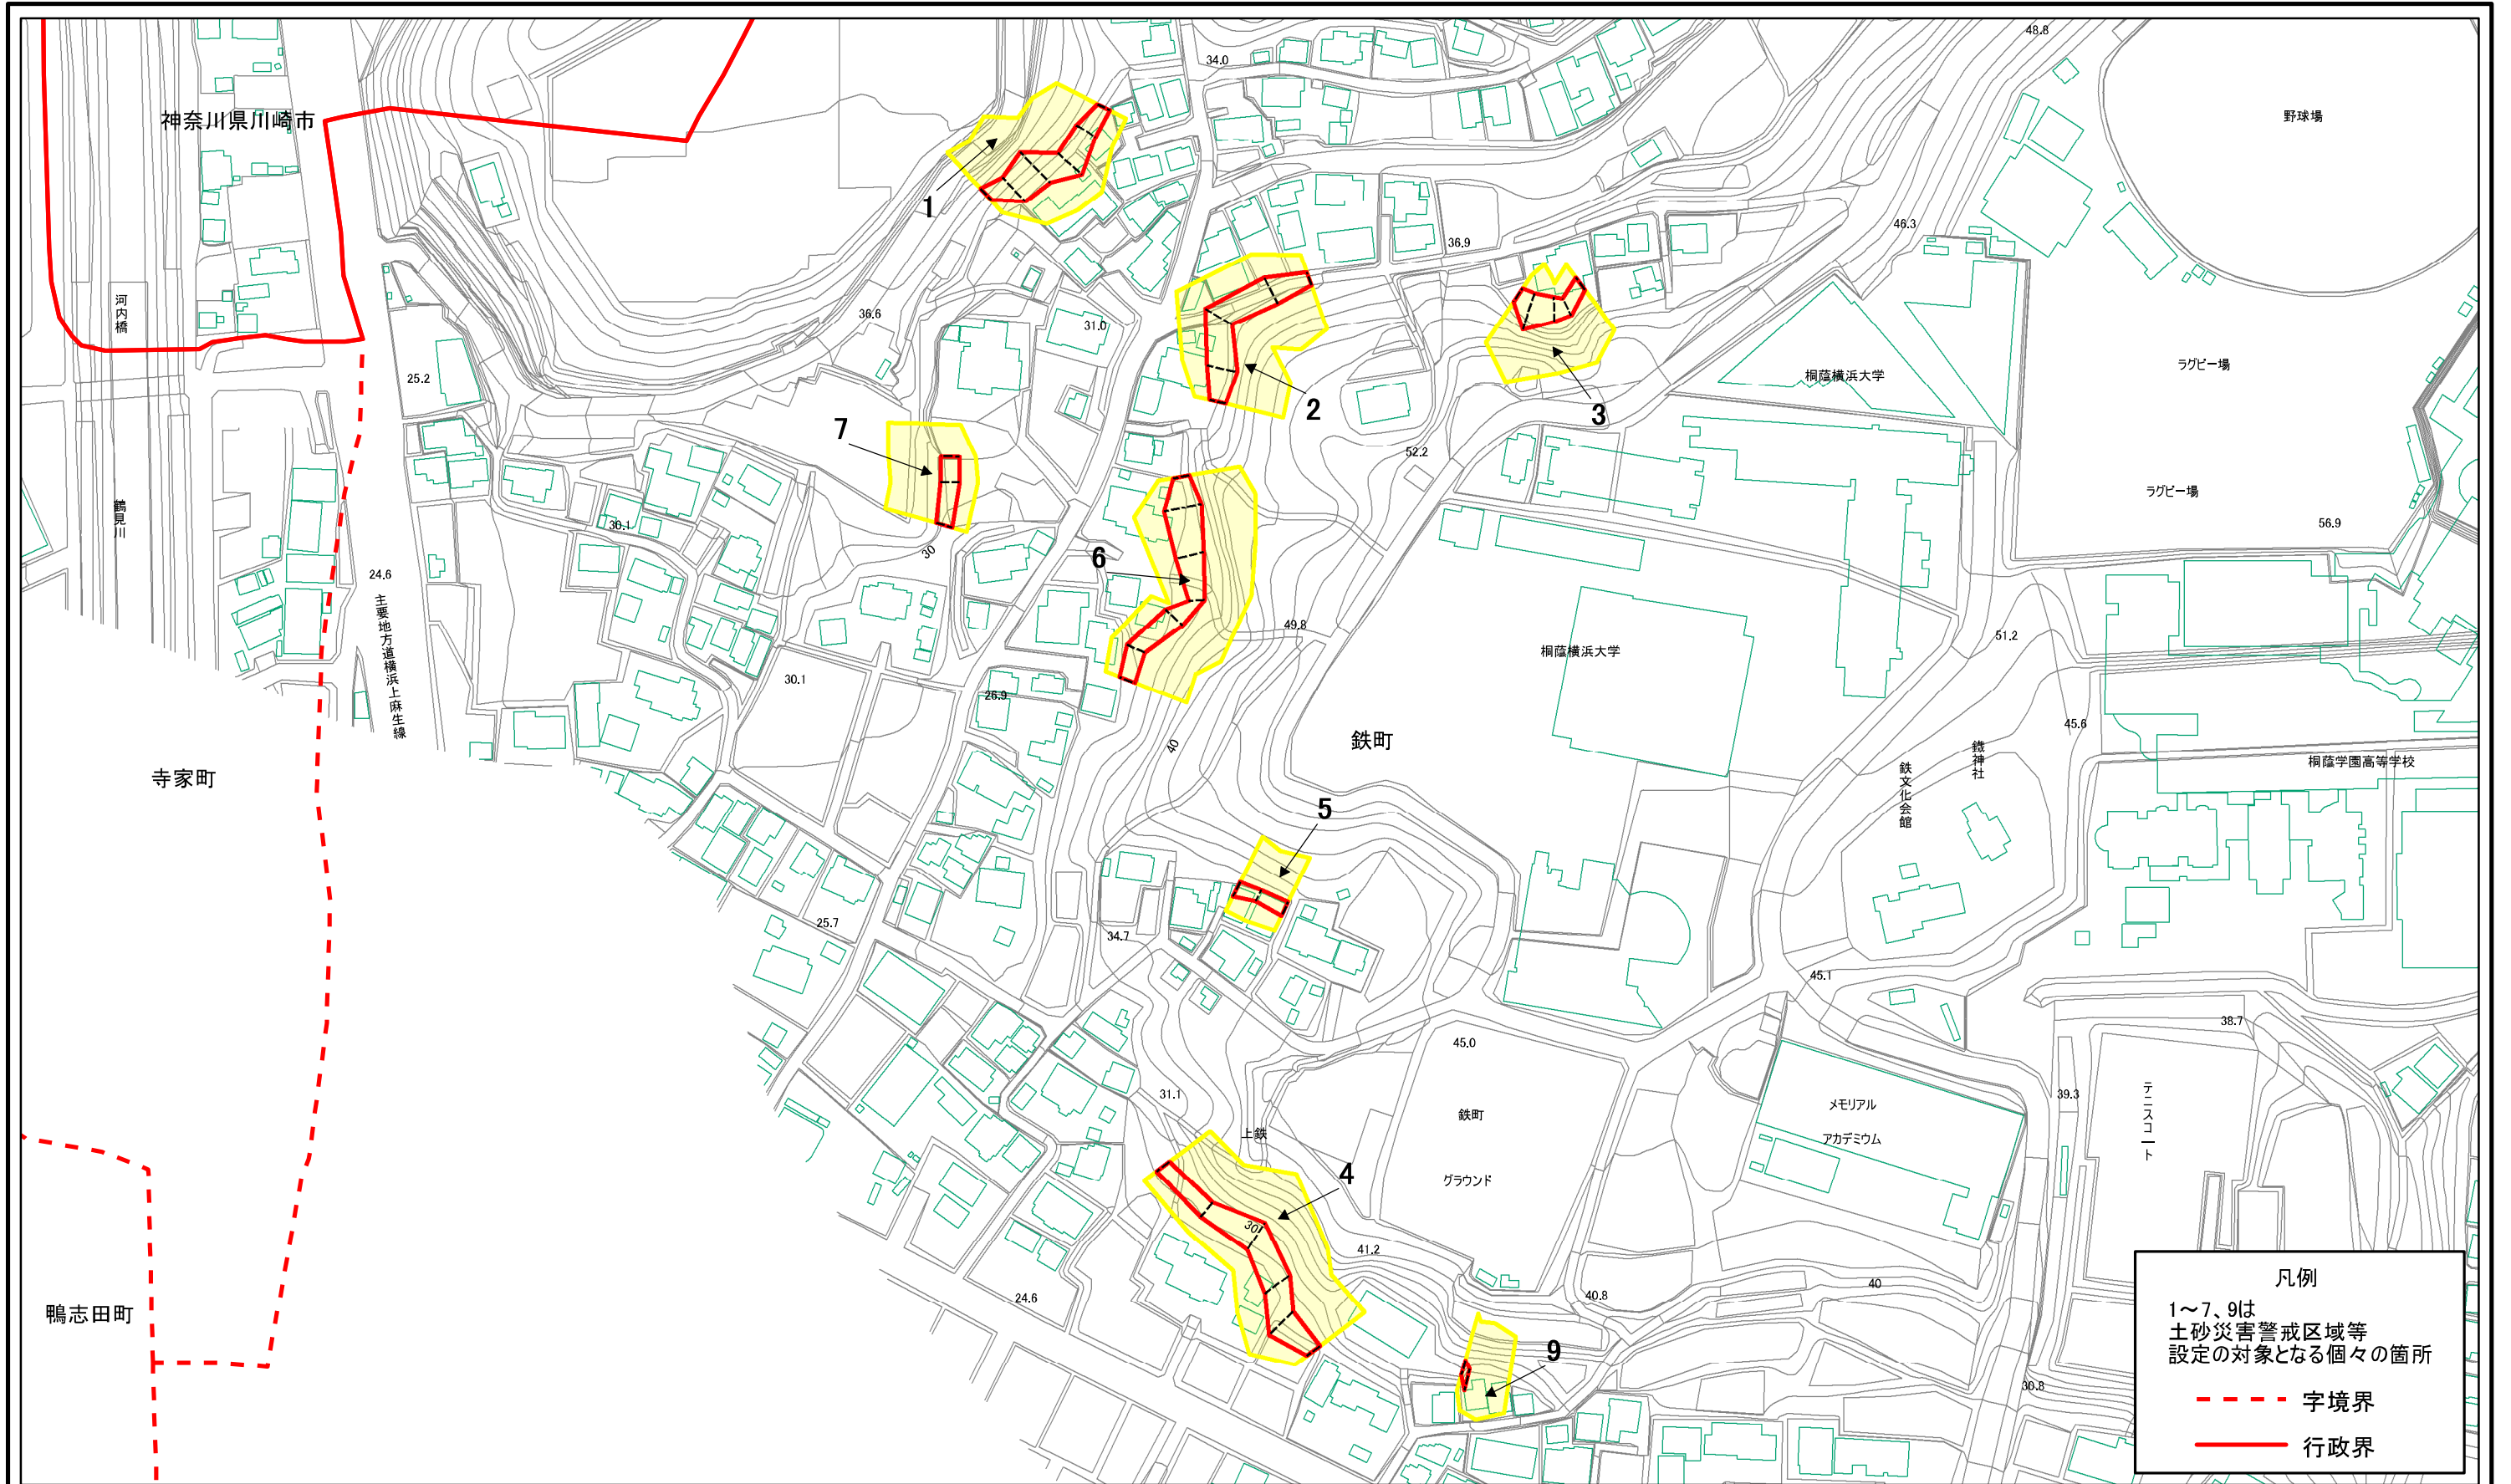 48.8
34.0
神奈川県川崎市
野球場
1
46.3
36.9
河内橋
36.6
31.0
ラグビー場
桐蔭横浜大学
25.2
2
3
7
52.2
ラグビー場
鶴見川
30.1
56.9
30
6
24.6
主要地方道横浜上麻生線
49.8
51.2
桐蔭横浜大学
30.1
26.9
45.6
鉄町
40
鐵神社
桐蔭学園高等学校
寺家町
鉄文化会館
5
25.7
34.7
45.1
38.7
45.0
31.1
39.3
テニスコート
メモリアル
アカデミウム
鉄町
グラウンド
上鉄
4
30
41.2
24.6
40
40.8
鴨志田町
9
30.8
凡例
1～7、9は
土砂災害警戒区域等
設定の対象となる個々の箇所
字境界
行政界